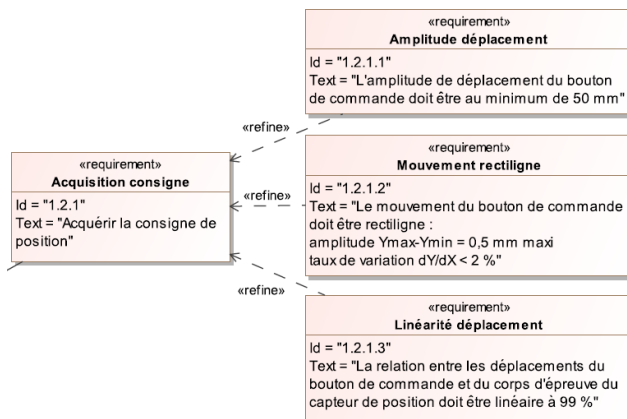 «requirement»
Amplitude déplacement
Id = "1.2.1.1"
Text = "L'amplitude de déplacement du bouton
de commande doit être au minimum de 50 mm"
«refine»
«requirement»
Acquisition consigne
Id = "1.2.1"
Text = "Acquérir la consigne de
position"
«refine»
«requirement»
Mouvement rectiligne
Id = "1.2.1.2"
Text = "Le mouvement du bouton de commande
doit être rectiligne :
amplitude Ymax-Ymin = 0,5 mm maxi
taux de variation dY/dX < 2 %"
«refine»
«requirement»
Linéarité déplacement
Id = "1.2.1.3"
Text = "La relation entre les déplacements du
bouton de commande et du corps d'épreuve du
capteur de position doit être linéaire à 99 %"